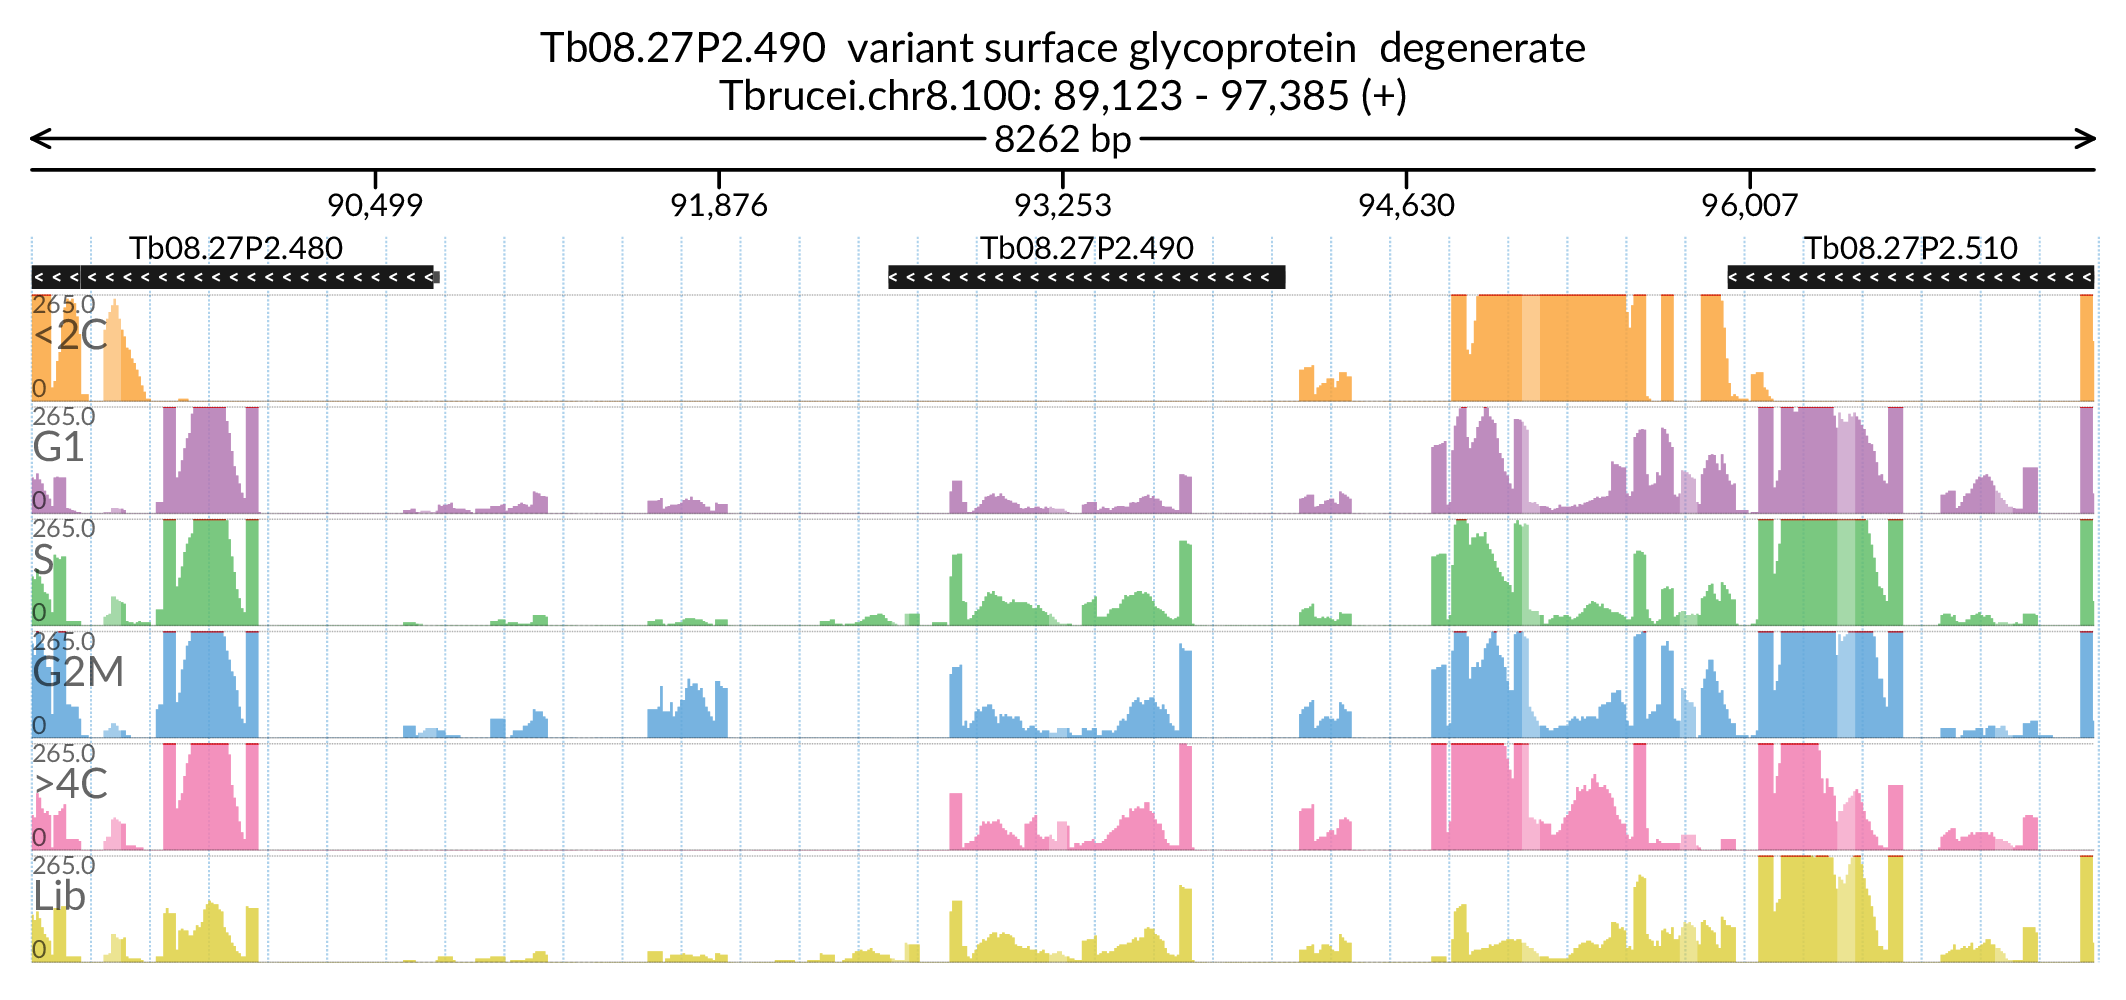 Tb08.27P2.490 variant surface glycoprotein degenerate
Tbrucei.chr8.100: 89,123 - 97,385 (+)
8262 bp
90,499 91,876 93,253 94,630 96,007
Tb08.27P2.480 Tb08.27P2.490 Tb08.27P2.510
265.0
<2C
0
265.0
G1
0
265.0
S
0
265.0
G2M
0
265.0
>4C
0
265.0
Lib
0